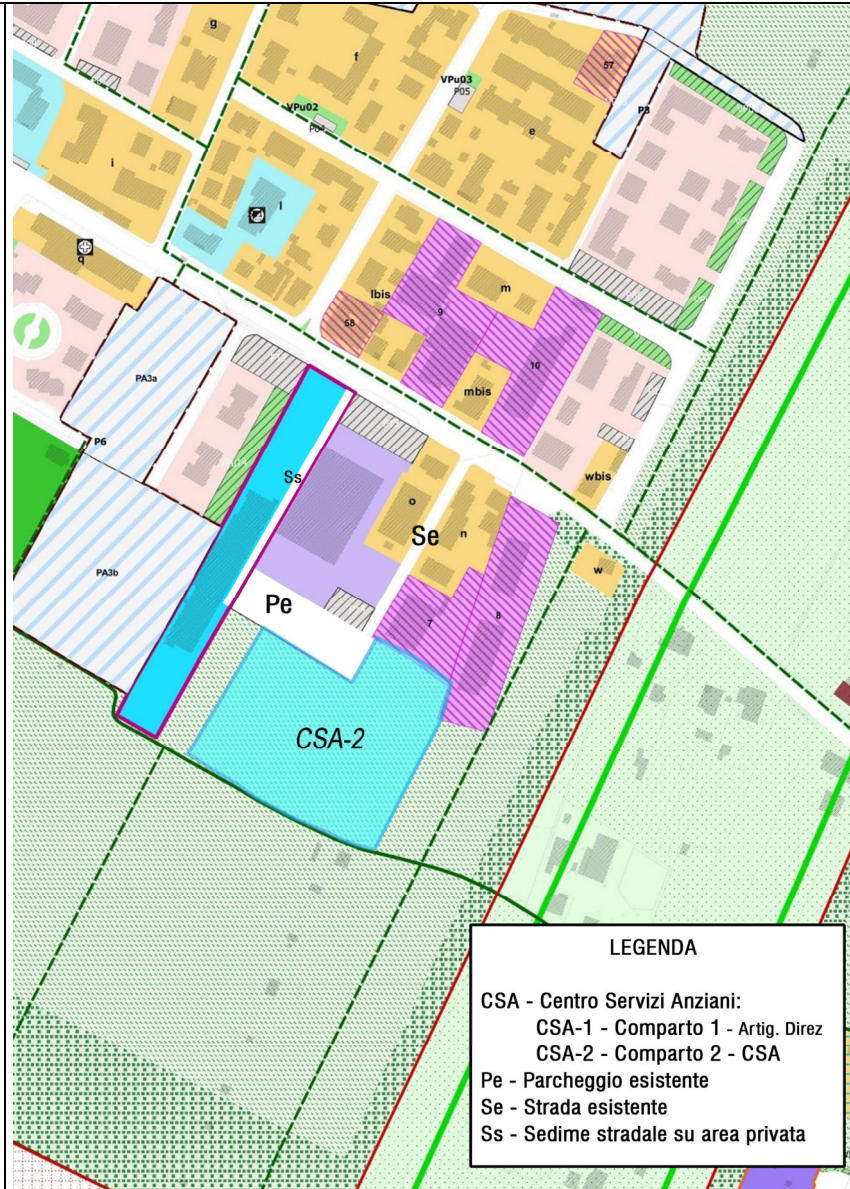 g
f
57
VPu03
P05
P3
VPu02
P04
e
i
l
q
lbis
m
9
58
10
mbis
PA3a
P6
Ss
wbis
o
Se
n
PA3b
w
Pe
7
8
CSA-2
LEGENDA
CSA - Centro Servizi Anziani:
CSA-1 - Comparto 1 - Artig. Direz
CSA-2 - Comparto 2 - CSA
Pe - Parcheggio esistente
Se - Strada esistente
Ss - Sedime stradale su area privata